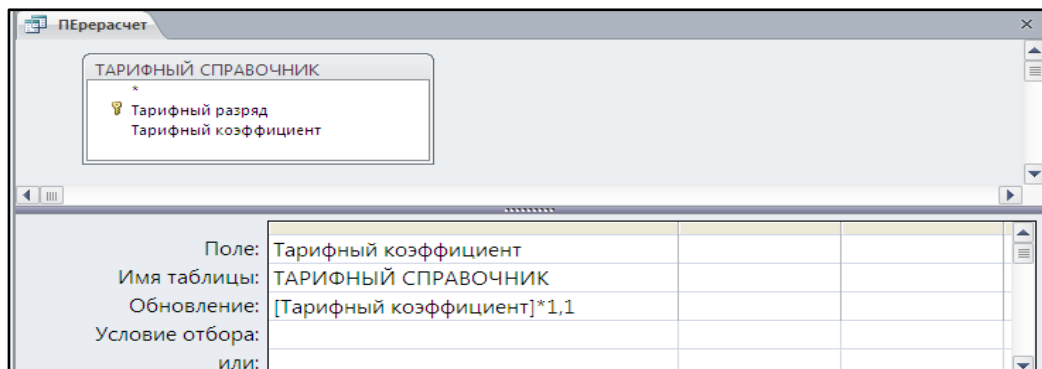 ПЕрерасчет
ТАРИФНЫЙ СПРАВОЧНИК
*
Тарифный разряд
Тарифный коэффициент
Поле: Тарифный коэффициент
Имя таблицы: ТАРИФНЫЙ СПРАВОЧНИК
Обновление: [Тарифный коэффициент]*1,1
Условие отбора:
или: